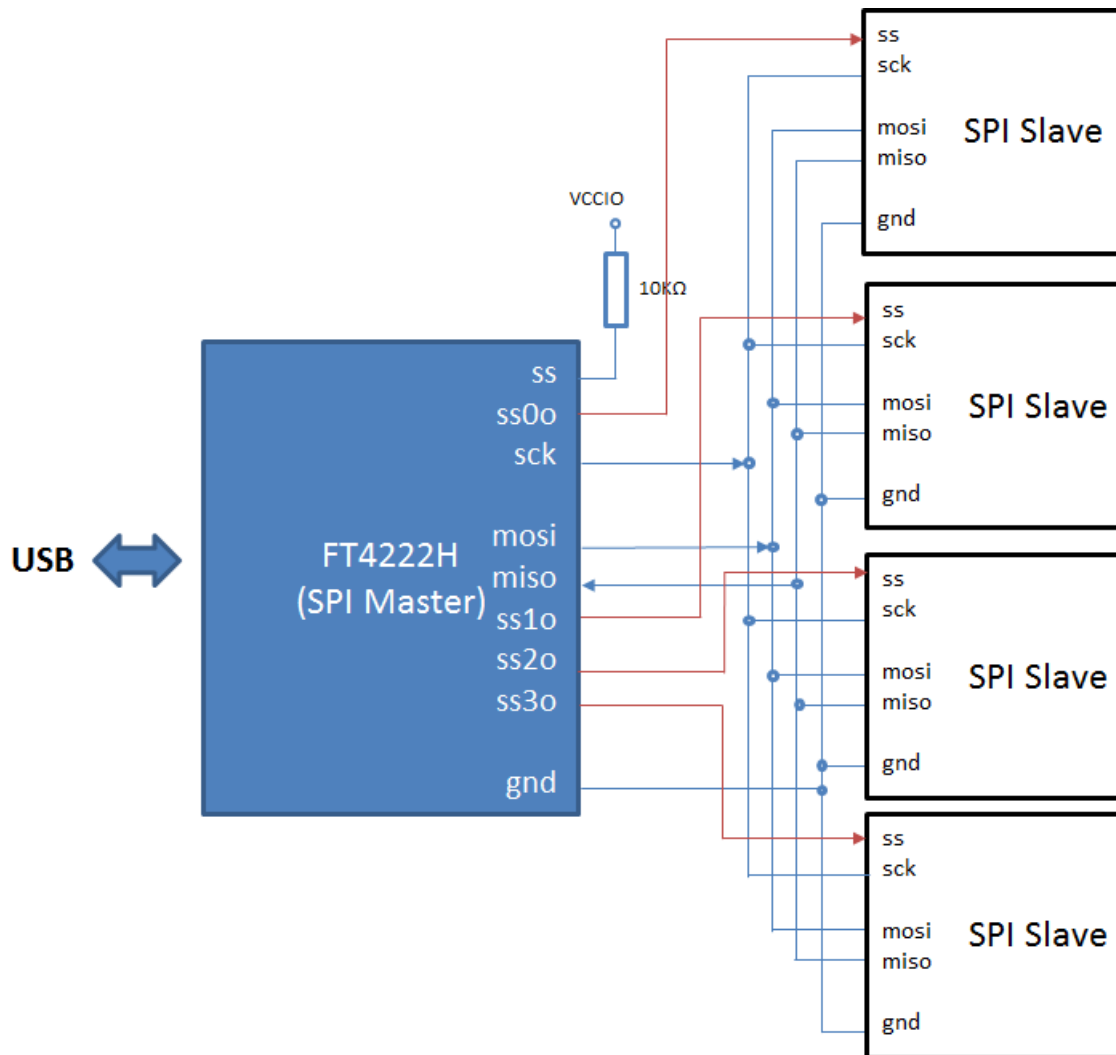 USB
FT4222H
(SPI Master)
ss
ss0o
sck
mosi
miso
ss1o
ss2o
ss3o
gnd
VCCIO
10KΩ
ss
sck
mosi
miso
gnd
SPI Slave
ss
sck
mosi
miso
gnd
SPI Slave
ss
sck
mosi
miso
gnd
SPI Slave
ss
sck
mosi
miso
gnd
SPI Slave